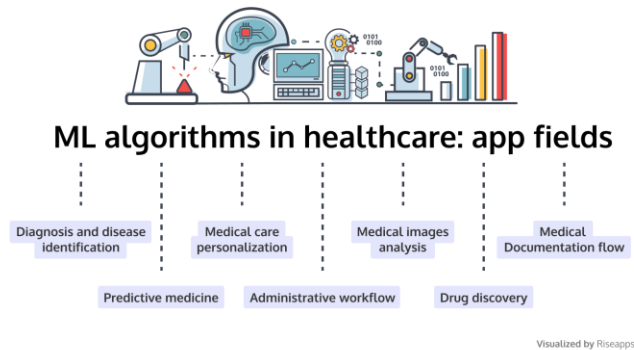 0101
0100
0101
0100
ML algorithms in healthcare: app fields
Diagnosis and disease
identification
Medical care
personalization
Medical images
analysis
Medical
Documentation flow
Predictive medicine
Administrative workflow
Drug discovery
Visualized by Riseapps